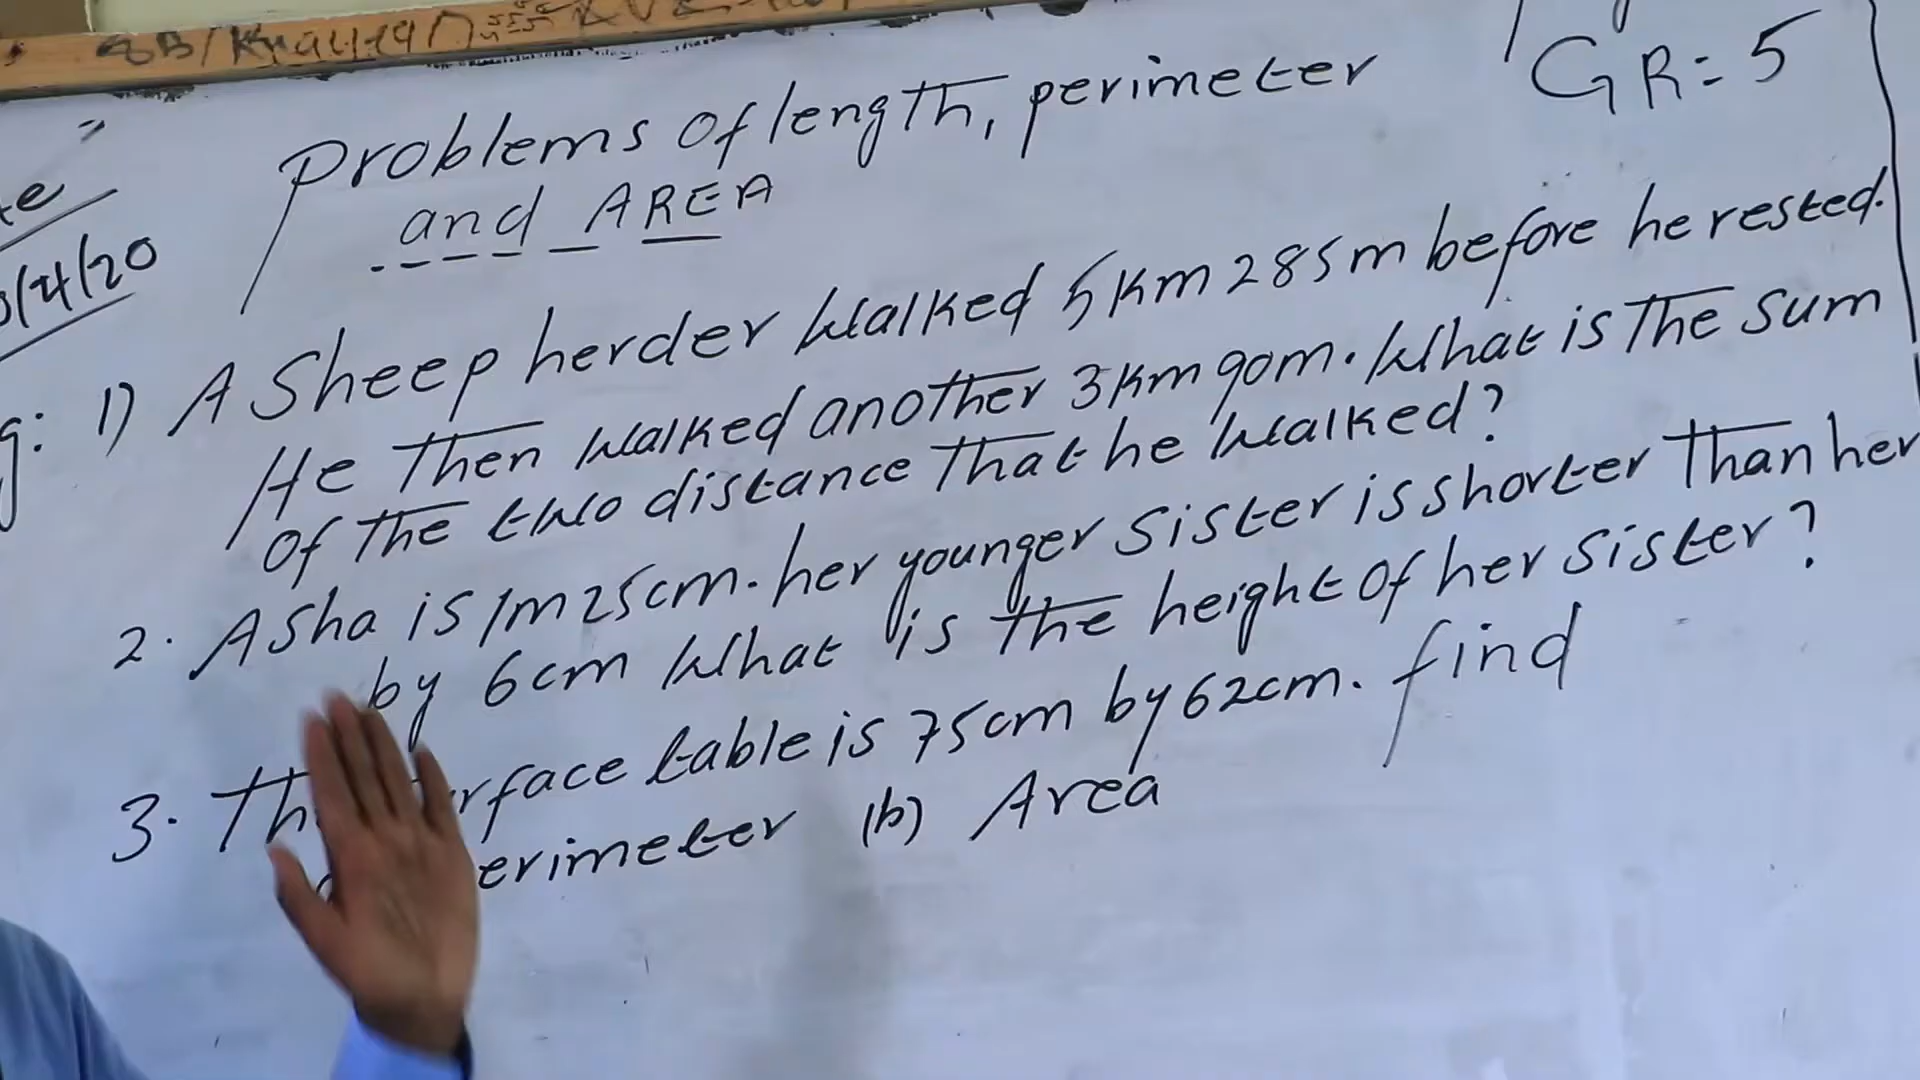 GR=5
Problems of length, perimeter
and AREA
/4/20
1) A Sheep herder walked 5km 285m before he rested.
He then walked another 3km 90m. What is the sum
of the two distance that he walked?
2. Asha is 1m 25cm. her younger sister is shorter than her
by 6cm What is the height of her sister?
3. Th rface table is 75cm by 62cm. find
erimeter (b) Area